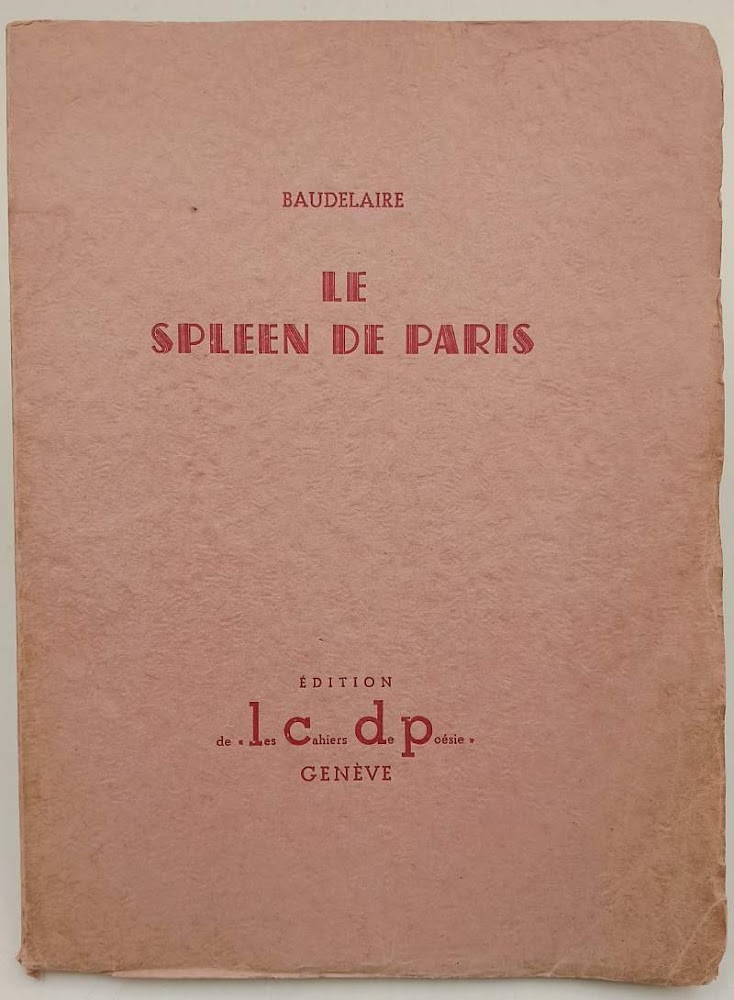 BAUDELAIRE
LE
SPLEEN DE PARIS
ÉDITION
de « les cahiers de poésie »
GENÈVE